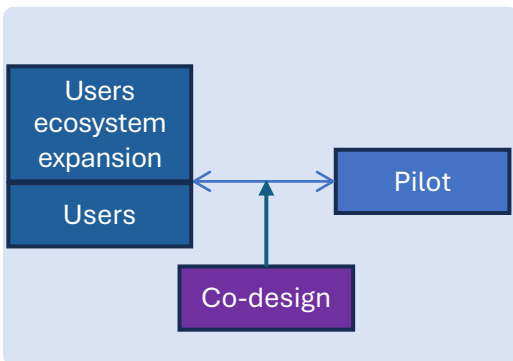 Users
ecosystem
expansion
Users
Pilot
Co-design